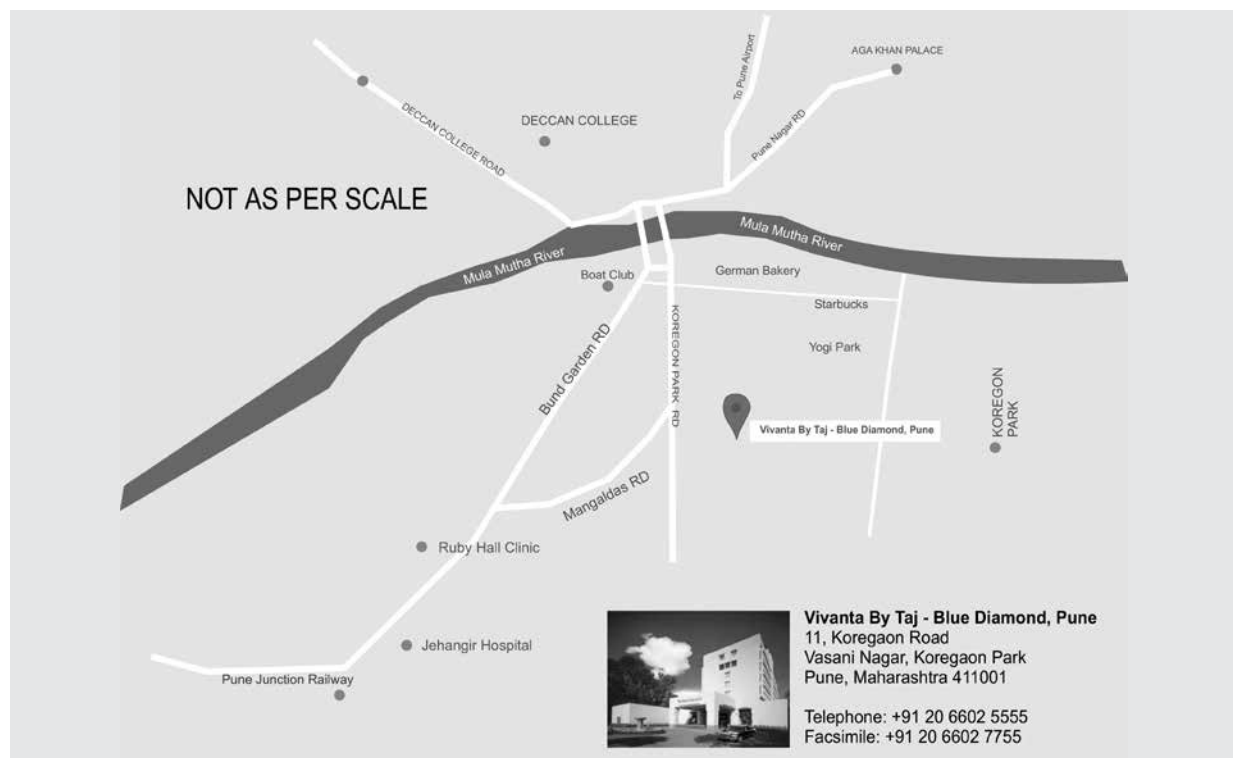 AGA KHAN PALACE
To Pune Airport
DECCAN COLLEGE ROAD
DECCAN COLLEGE
Pune Nagar RD
NOT AS PER SCALE
Mula Mutha River
Mula Mutha River
Boat Club
German Bakery
Starbucks
KOREGON PARK RD
Bund Garden RD
Yogi Park
KOREGON
PARK
Vivanta By Taj - Blue Diamond, Pune
Mangaldas RD
Ruby Hall Clinic
Jehangir Hospital
Pune Junction Railway
Vivanta By Taj - Blue Diamond, Pune
11, Koregaon Road
Vasani Nagar, Koregaon Park
Pune, Maharashtra 411001
Telephone: +91 20 6602 5555
Facsimile: +91 20 6602 7755